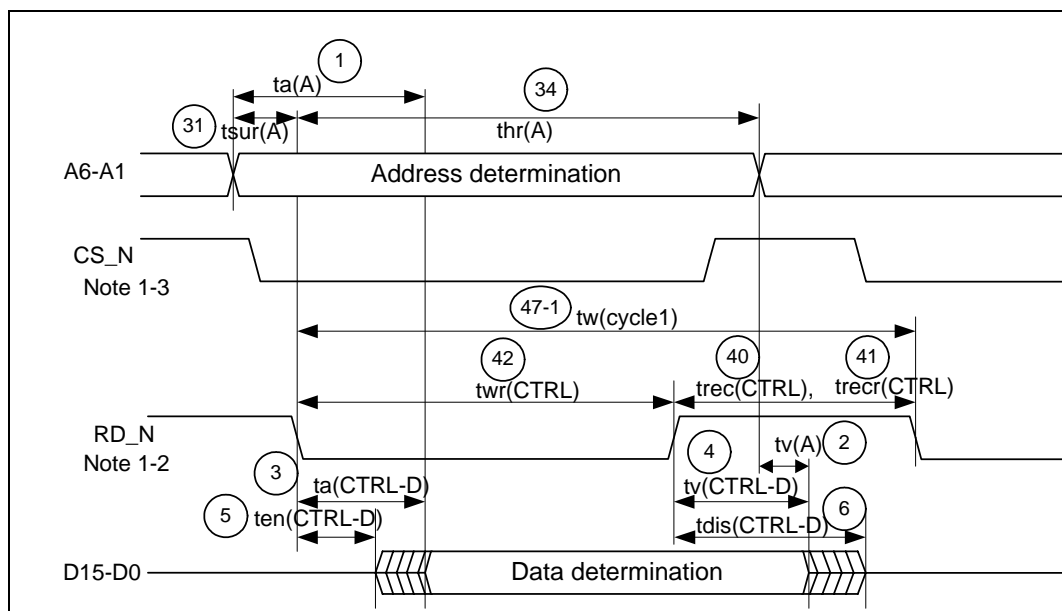 1
ta(A)
34
31
tsur(A)
thr(A)
A6-A1
Address determination
CS_N
Note 1-3
47-1
tw(cycle1)
42
40
41
twr(CTRL)
trec(CTRL),
trecr(CTRL)
RD_N
Note 1-2
4
tv(A)
2
3
ta(CTRL-D)
tv(CTRL-D)
5
ten(CTRL-D)
tdis(CTRL-D)
6
D15-D0
Data determination